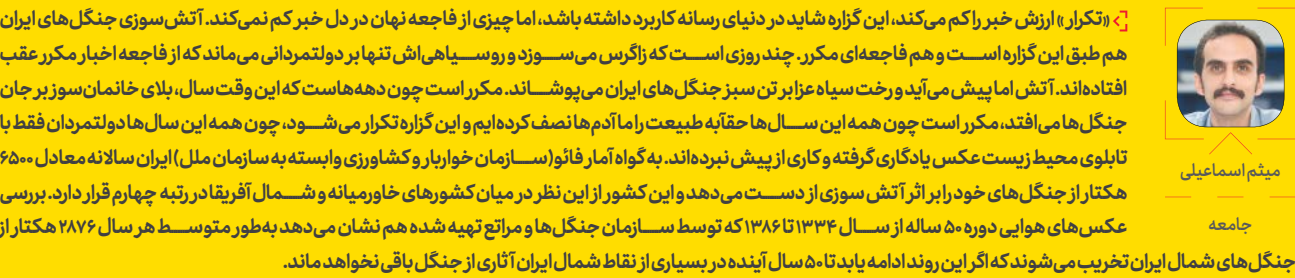 «تکرار» ارزش خبر را کم می‌کند، این گزاره شاید در دنیای رسانه کاربرد داشته باشد، اما چیزی از فاجعه نهان در دل خبر کم نمی‌کند. آتش‌سوزی جنگل‌های ایران
هم طبق این گزاره است و هم فاجعه‌ای مکرر. چند روزی است که زاگرس می‌سوزد و روسیاهی‌اش تنها بر دولتمردانی می‌ماند که از فاجعه اخبار مکرر عقب
افتاده‌اند. آتش اما پیش می‌آید و رخت سیاه عزا بر تن سبز جنگل‌های ایران می‌پوشاند. مکرر است چون دهه‌هاست که این وقت سال، بلای خانمان‌سوز بر جان
جنگل‌ها می‌افتد، مکرر است چون همه این سال‌ها حقآبه طبیعت را ما آدم‌ها نصف کرده‌ایم و این گزاره تکرار می‌شود، چون همه این سال‌ها دولتمردان فقط با
تابلوی محیط زیست عکس یادگاری گرفته و کاری از پیش نبرده‌اند. به گواه آمار فائو (سازمان خواربار و کشاورزی وابسته به سازمان ملل) ایران سالانه معادل ۶۵۰۰
هکتار از جنگل‌های خود را بر اثر آتش سوزی از دست می‌دهد و این کشور از این نظر در میان کشورهای خاورمیانه و شمال آفریقا در رتبه چهارم قرار دارد. بررسی
عکس‌های هوایی دوره ۵۰ ساله از سال ۱۳۳۴ تا ۱۳۸۶ که توسط سازمان جنگل‌ها و مراتع تهیه شده هم نشان می‌دهد به‌طور متوسط هر سال ۲۸۷۶ هکتار از
جنگل‌های شمال ایران تخریب می‌شوند که اگر این روند ادامه یابد تا ۵۰ سال آینده در بسیاری از نقاط شمال ایران آثاری از جنگل باقی نخواهد ماند.
میثم اسماعیلی
جامعه